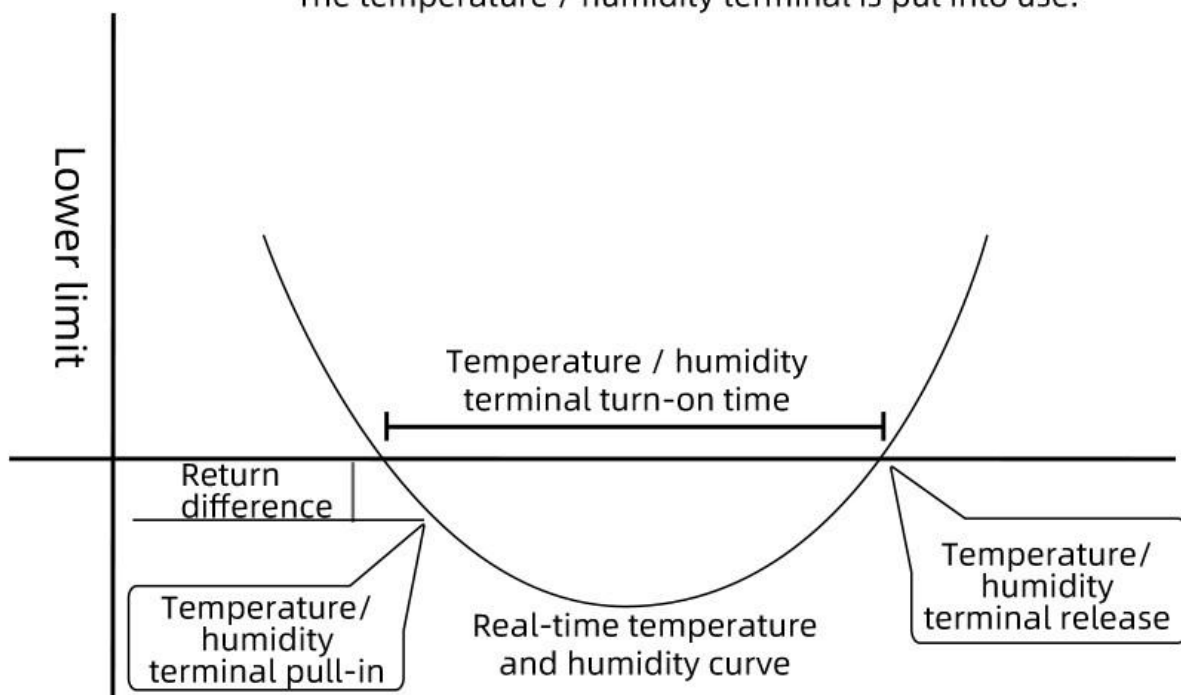 The temperature / humidity terminal is put into use.
Lower limit
Temperature / humidity
terminal turn-on time
Return
difference
Temperature/
humidity
terminal pull-in
Real-time temperature
and humidity curve
Temperature/
humidity
terminal release